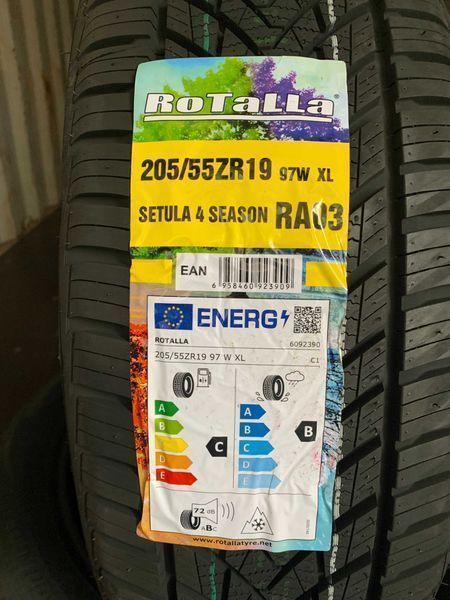 RoTaLLa®
205/55ZR19 97W XL
SETULA 4 SEASON RA03
EAN
6 958460 923909
ENERG
ROTALLA 6092390
205/55ZR19 97 W XL C1
A A
B B
C C
D D
E E
C B
72 dB
ABC
www.rotallatyre.net